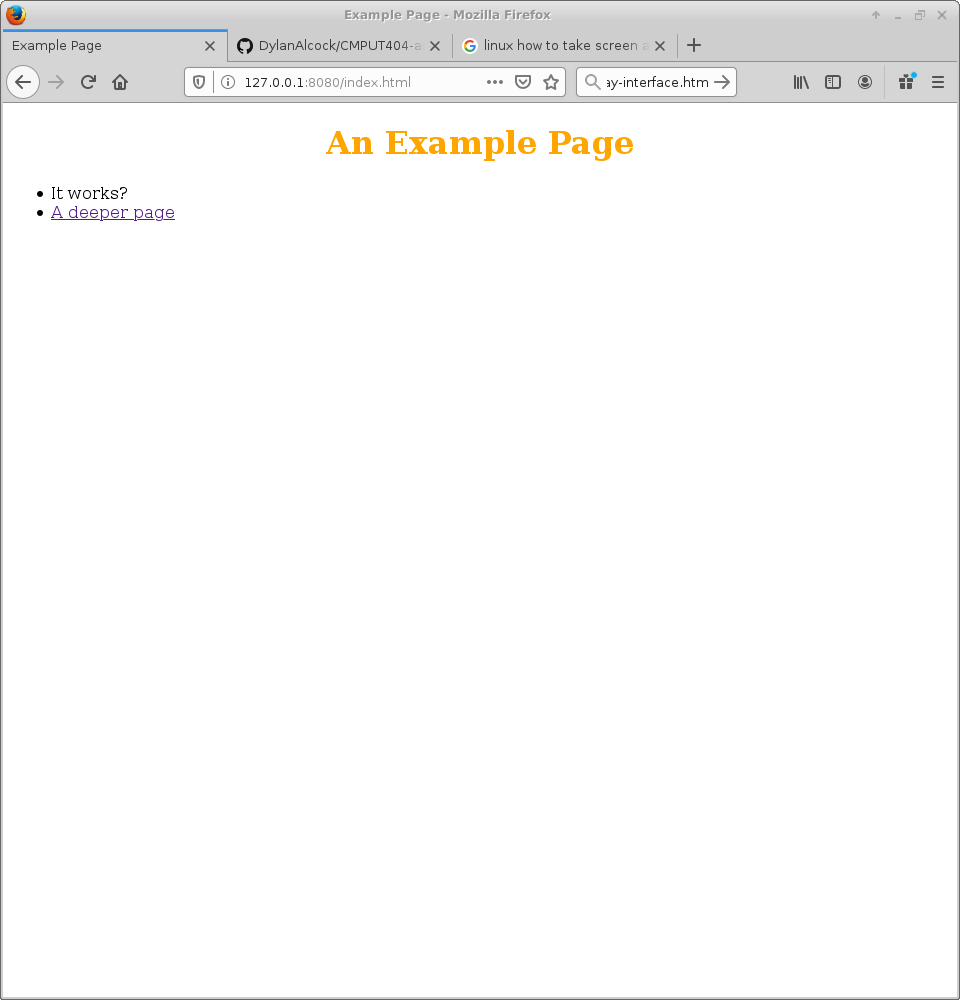 Example Page - Mozilla Firefox
Example Page
DylanAlcock/CMPUT404-a
linux how to take screen
127.0.0.1:8080/index.html
ay-interface.htm
An Example Page
It works?
A deeper page